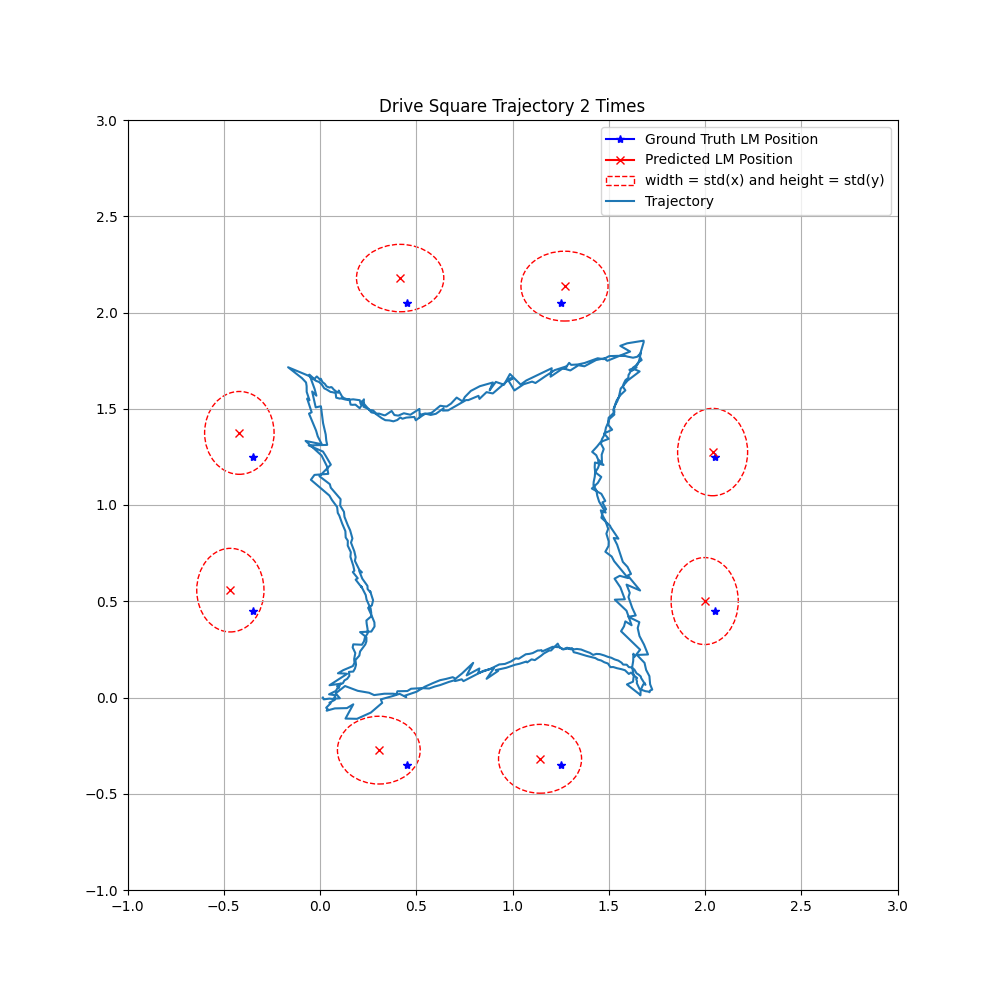 Drive Square Trajectory 2 Times
Ground Truth LM Position
Predicted LM Position
width = std(x) and height = std(y)
Trajectory
3.0
2.5
2.0
1.5
1.0
0.5
0.0
−0.5
−1.0
−1.0 −0.5 0.0 0.5 1.0 1.5 2.0 2.5 3.0